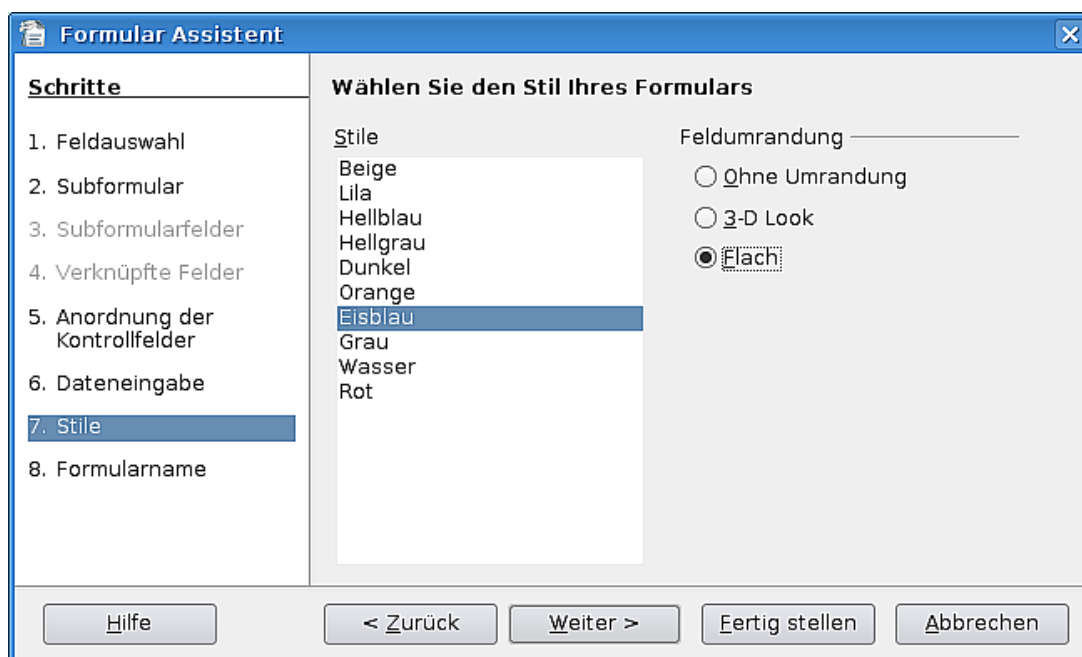 Formular Assistent
Schritte
1. Feldauswahl
2. Subformular
3. Subformularfelder
4. Verknüpfte Felder
5. Anordnung der
Kontrollfelder
6. Dateneingabe
7. Stile
8. Formularname
Wählen Sie den Stil Ihres Formulars
Stile
Beige
Lila
Hellblau
Hellgrau
Dunkel
Orange
Eisblau
Grau
Wasser
Rot
Feldumrandung
Ohne Umrandung
3-D Look
Flach
Hilfe
< Zurück
Weiter >
Fertig stellen
Abbrechen